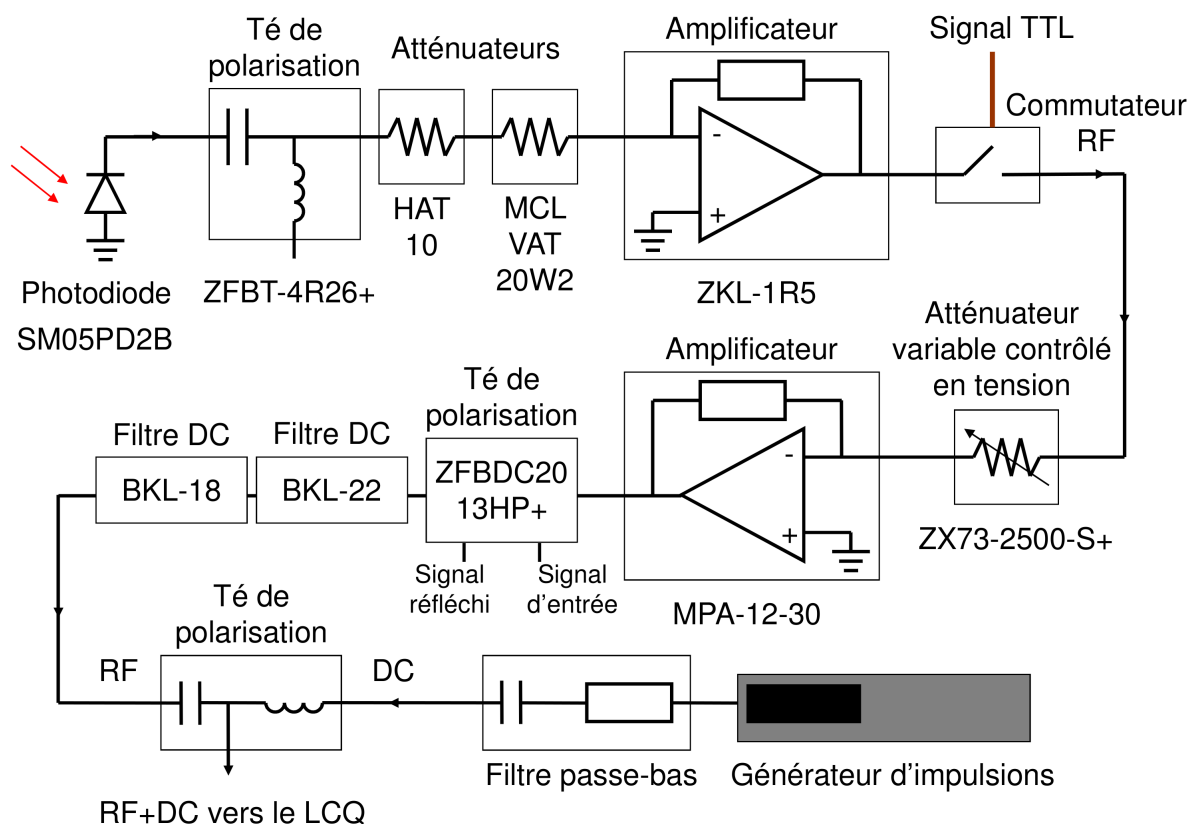 Té de
polarisation
Atténuateurs
Amplificateur
Signal TTL
Commutateur
RF
-
+
HAT
10
MCL
VAT
20W2
Photodiode
SM05PD2B
ZFBT-4R26+
ZKL-1R5
Atténuateur
variable contrôlé
en tension
Amplificateur
Té de
polarisation
Filtre DC
Filtre DC
BKL-18
BKL-22
ZFBDC20
13HP+
-
+
ZX73-2500-S+
Signal
réfléchi
Signal
d'entrée
MPA-12-30
Té de
polarisation
RF
DC
Filtre passe-bas
Générateur d'impulsions
RF+DC vers le LCQ